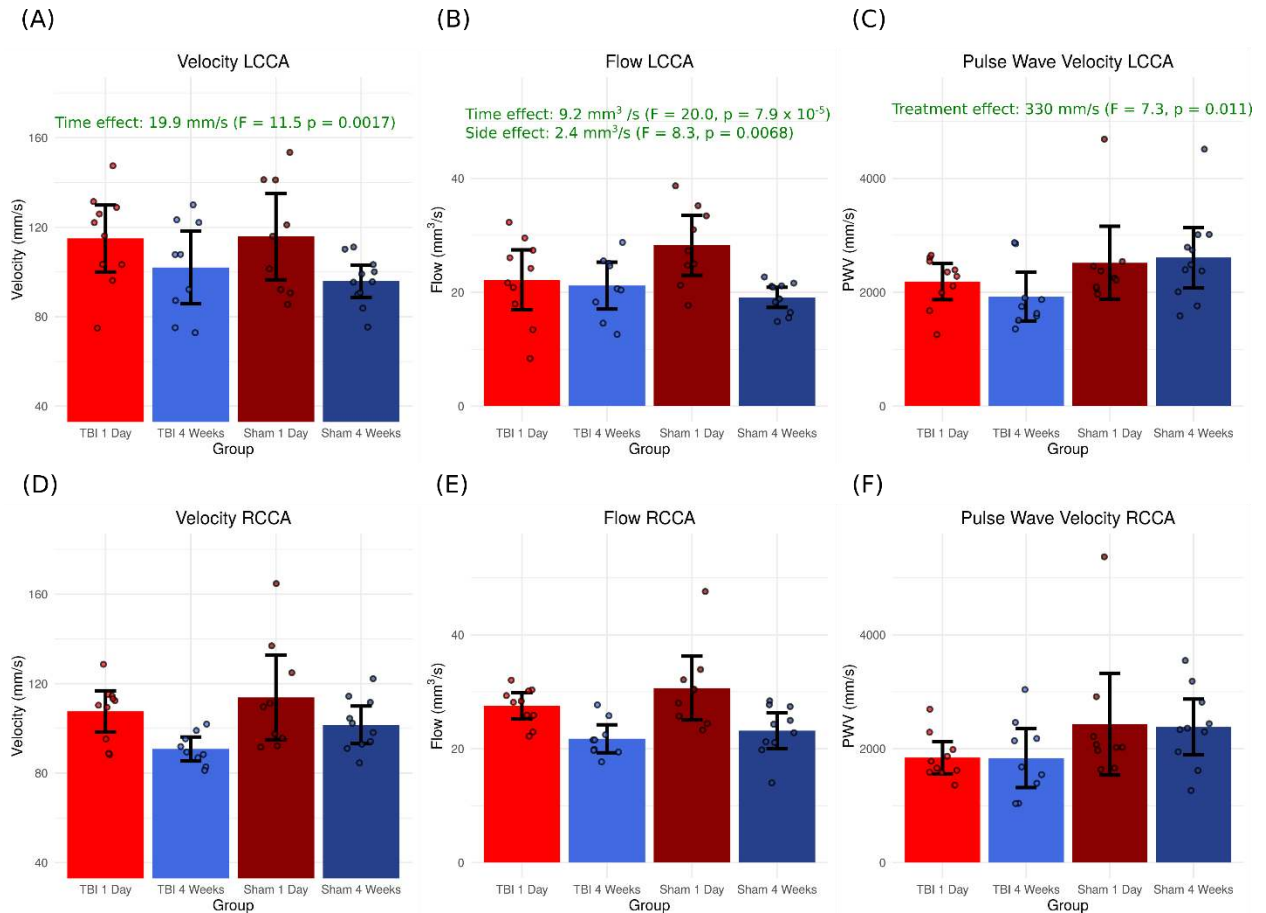 (A)
Velocity LCCA
Time effect: 19.9 mm/s (F = 11.5 p = 0.0017)
Velocity (mm/s)
160
120
80
40
TBI 1 Day TBI 4 Weeks Sham 1 Day Sham 4 Weeks
Group
(B)
Flow LCCA
Time effect: 9.2 mm³ /s (F = 20.0, p = 7.9 x 10⁻⁵)
Side effect: 2.4 mm³/s (F = 8.3, p = 0.0068)
Flow (mm³/s)
40
20
0
TBI 1 Day TBI 4 Weeks Sham 1 Day Sham 4 Weeks
Group
(C)
Pulse Wave Velocity LCCA
Treatment effect: 330 mm/s (F = 7.3, p = 0.011)
PWV (mm/s)
4000
2000
0
TBI 1 Day TBI 4 Weeks Sham 1 Day Sham 4 Weeks
Group
(D)
Velocity RCCA
Velocity (mm/s)
160
120
80
40
TBI 1 Day TBI 4 Weeks Sham 1 Day Sham 4 Weeks
Group
(E)
Flow RCCA
Flow (mm³/s)
40
20
0
TBI 1 Day TBI 4 Weeks Sham 1 Day Sham 4 Weeks
Group
(F)
Pulse Wave Velocity RCCA
PWV (mm/s)
4000
2000
0
TBI 1 Day TBI 4 Weeks Sham 1 Day Sham 4 Weeks
Group